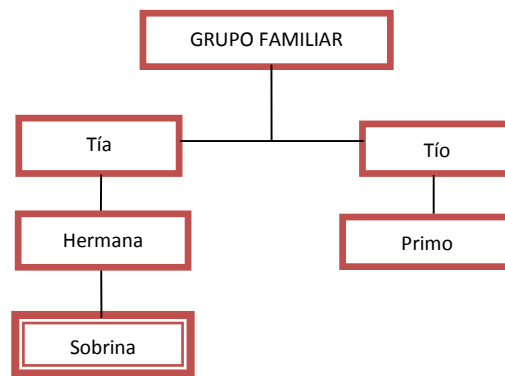 GRUPO FAMILIAR
Tía
Tío
Hermana
Primo
Sobrina